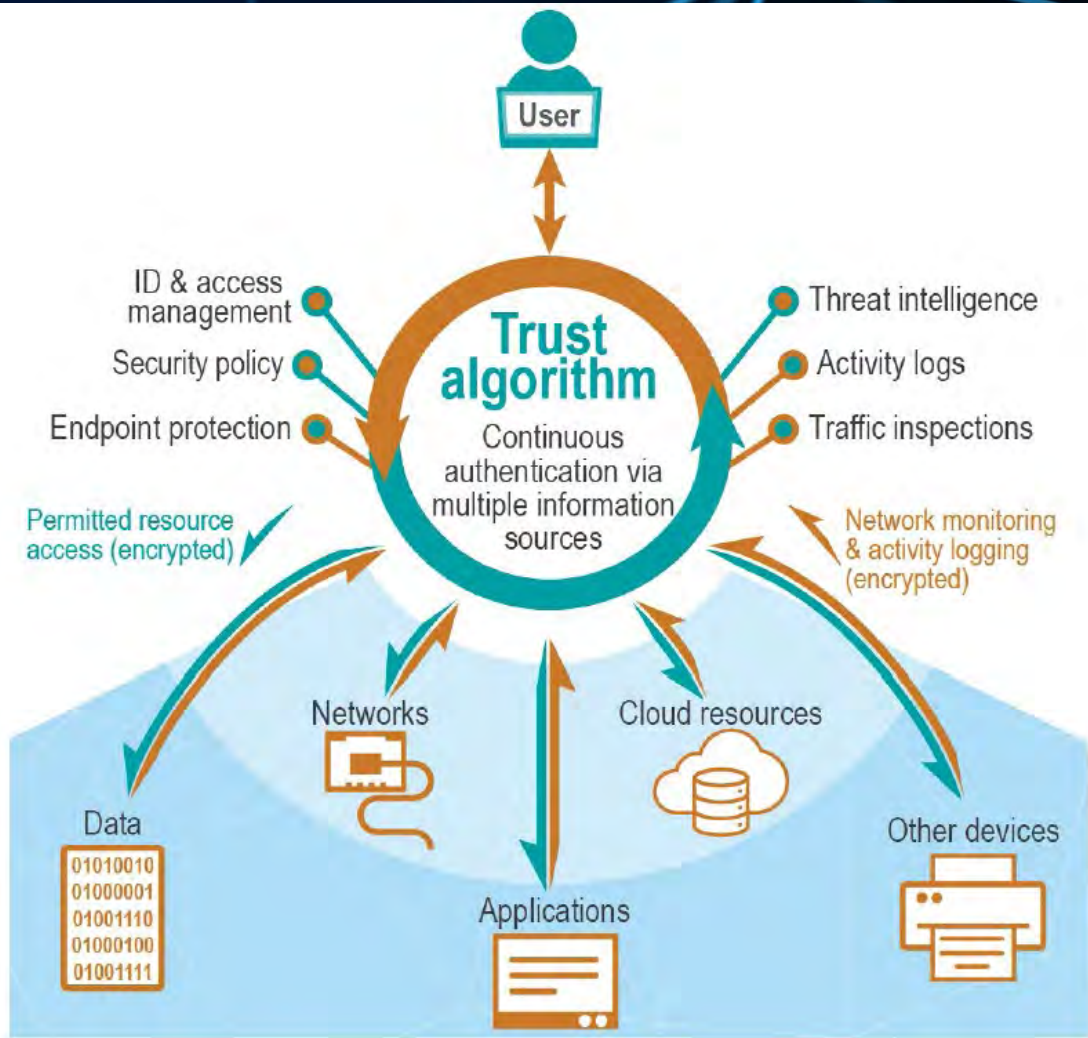 User
ID & access
management
Security policy
Endpoint protection
Trust
algorithm
Continuous
authentication via
multiple information
sources
Threat intelligence
Activity logs
Traffic inspections
Permitted resource
access (encrypted)
Network monitoring
& activity logging
(encrypted)
Networks
Cloud resources
Data
01010010
01000001
01001110
01000100
01001111
Applications
Other devices